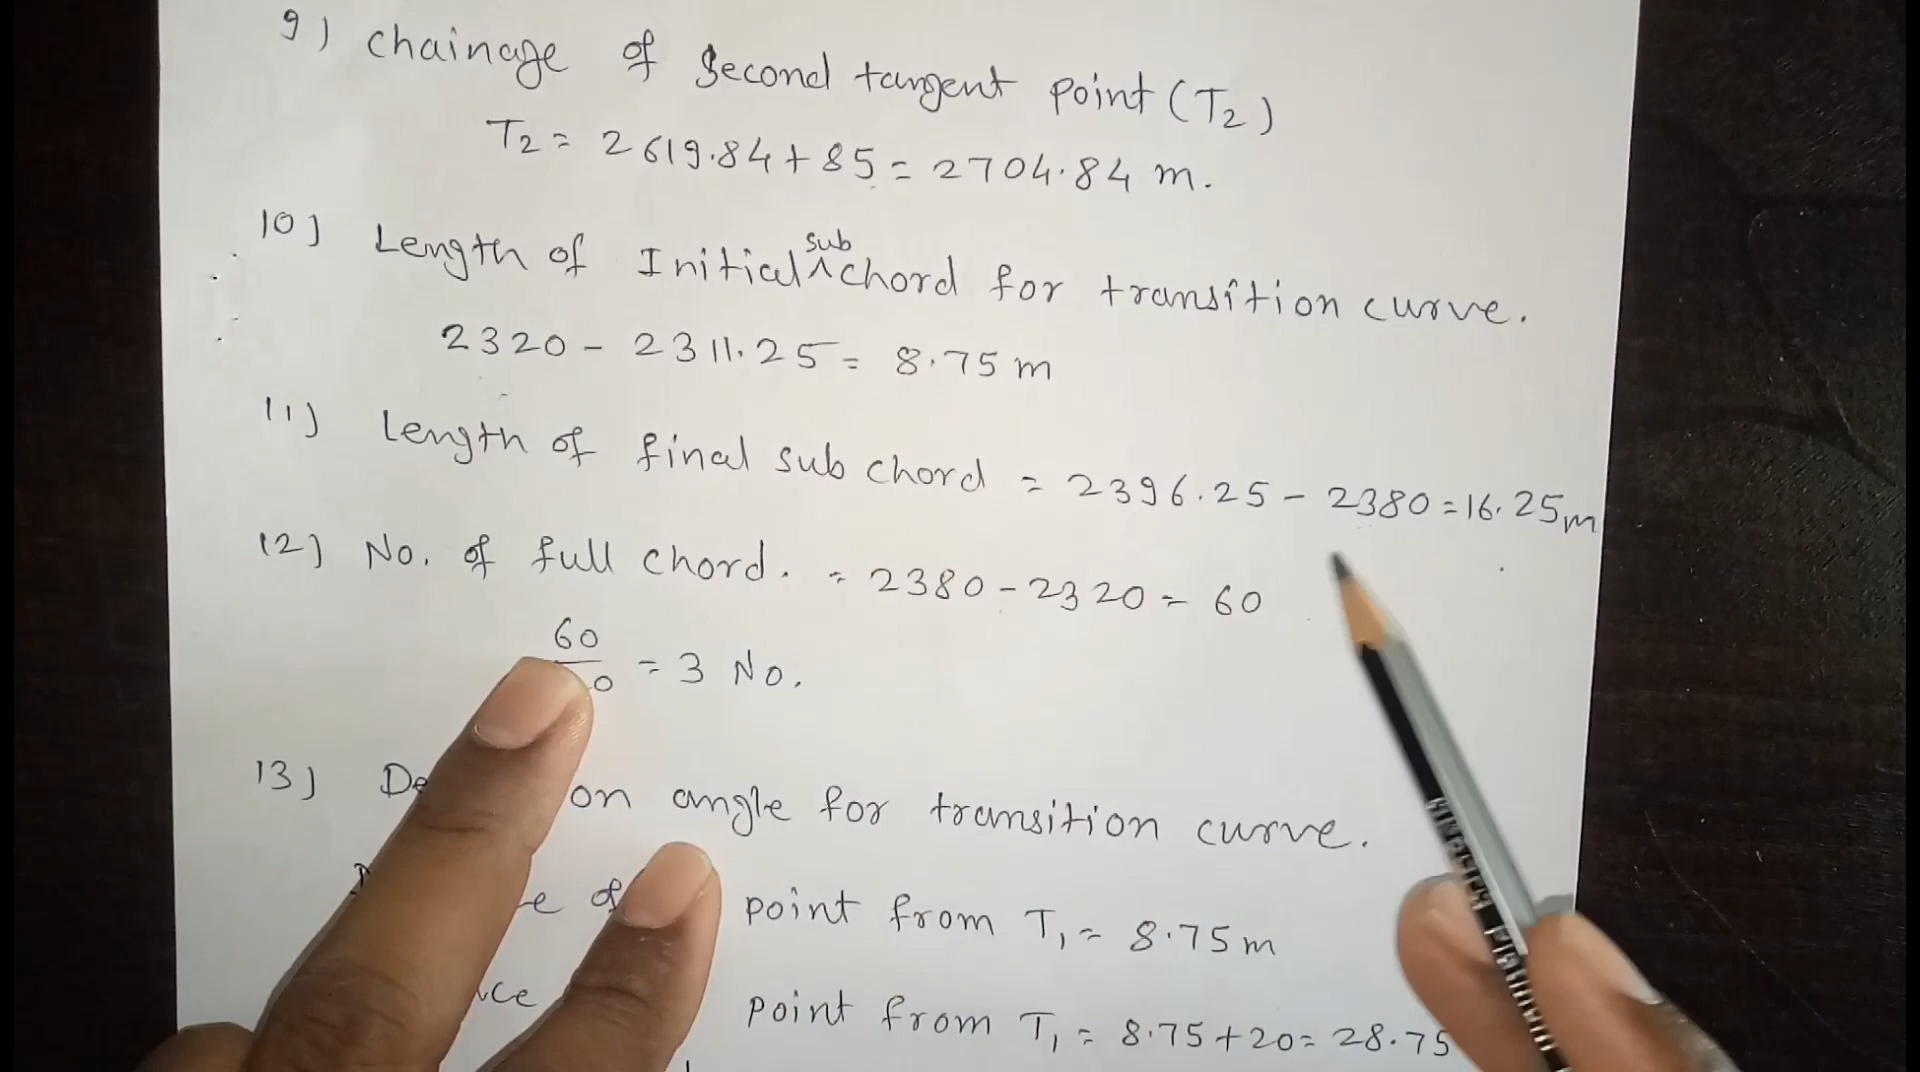 9) chainage of Second tangent point (T2)
T2 = 2619.84 + 85 = 2704.84 m.
10) Length of Initial sub chord for transition curve.
2320 - 2311.25 = 8.75 m
11) Length of final sub chord = 2396.25 - 2380 = 16.25m
12) No. of full chord. = 2380 - 2320 = 60
60 = 3 No.
13) on angle for transition curve.
point from T1 = 8.75m
point from T1 = 8.75 + 20 = 28.75